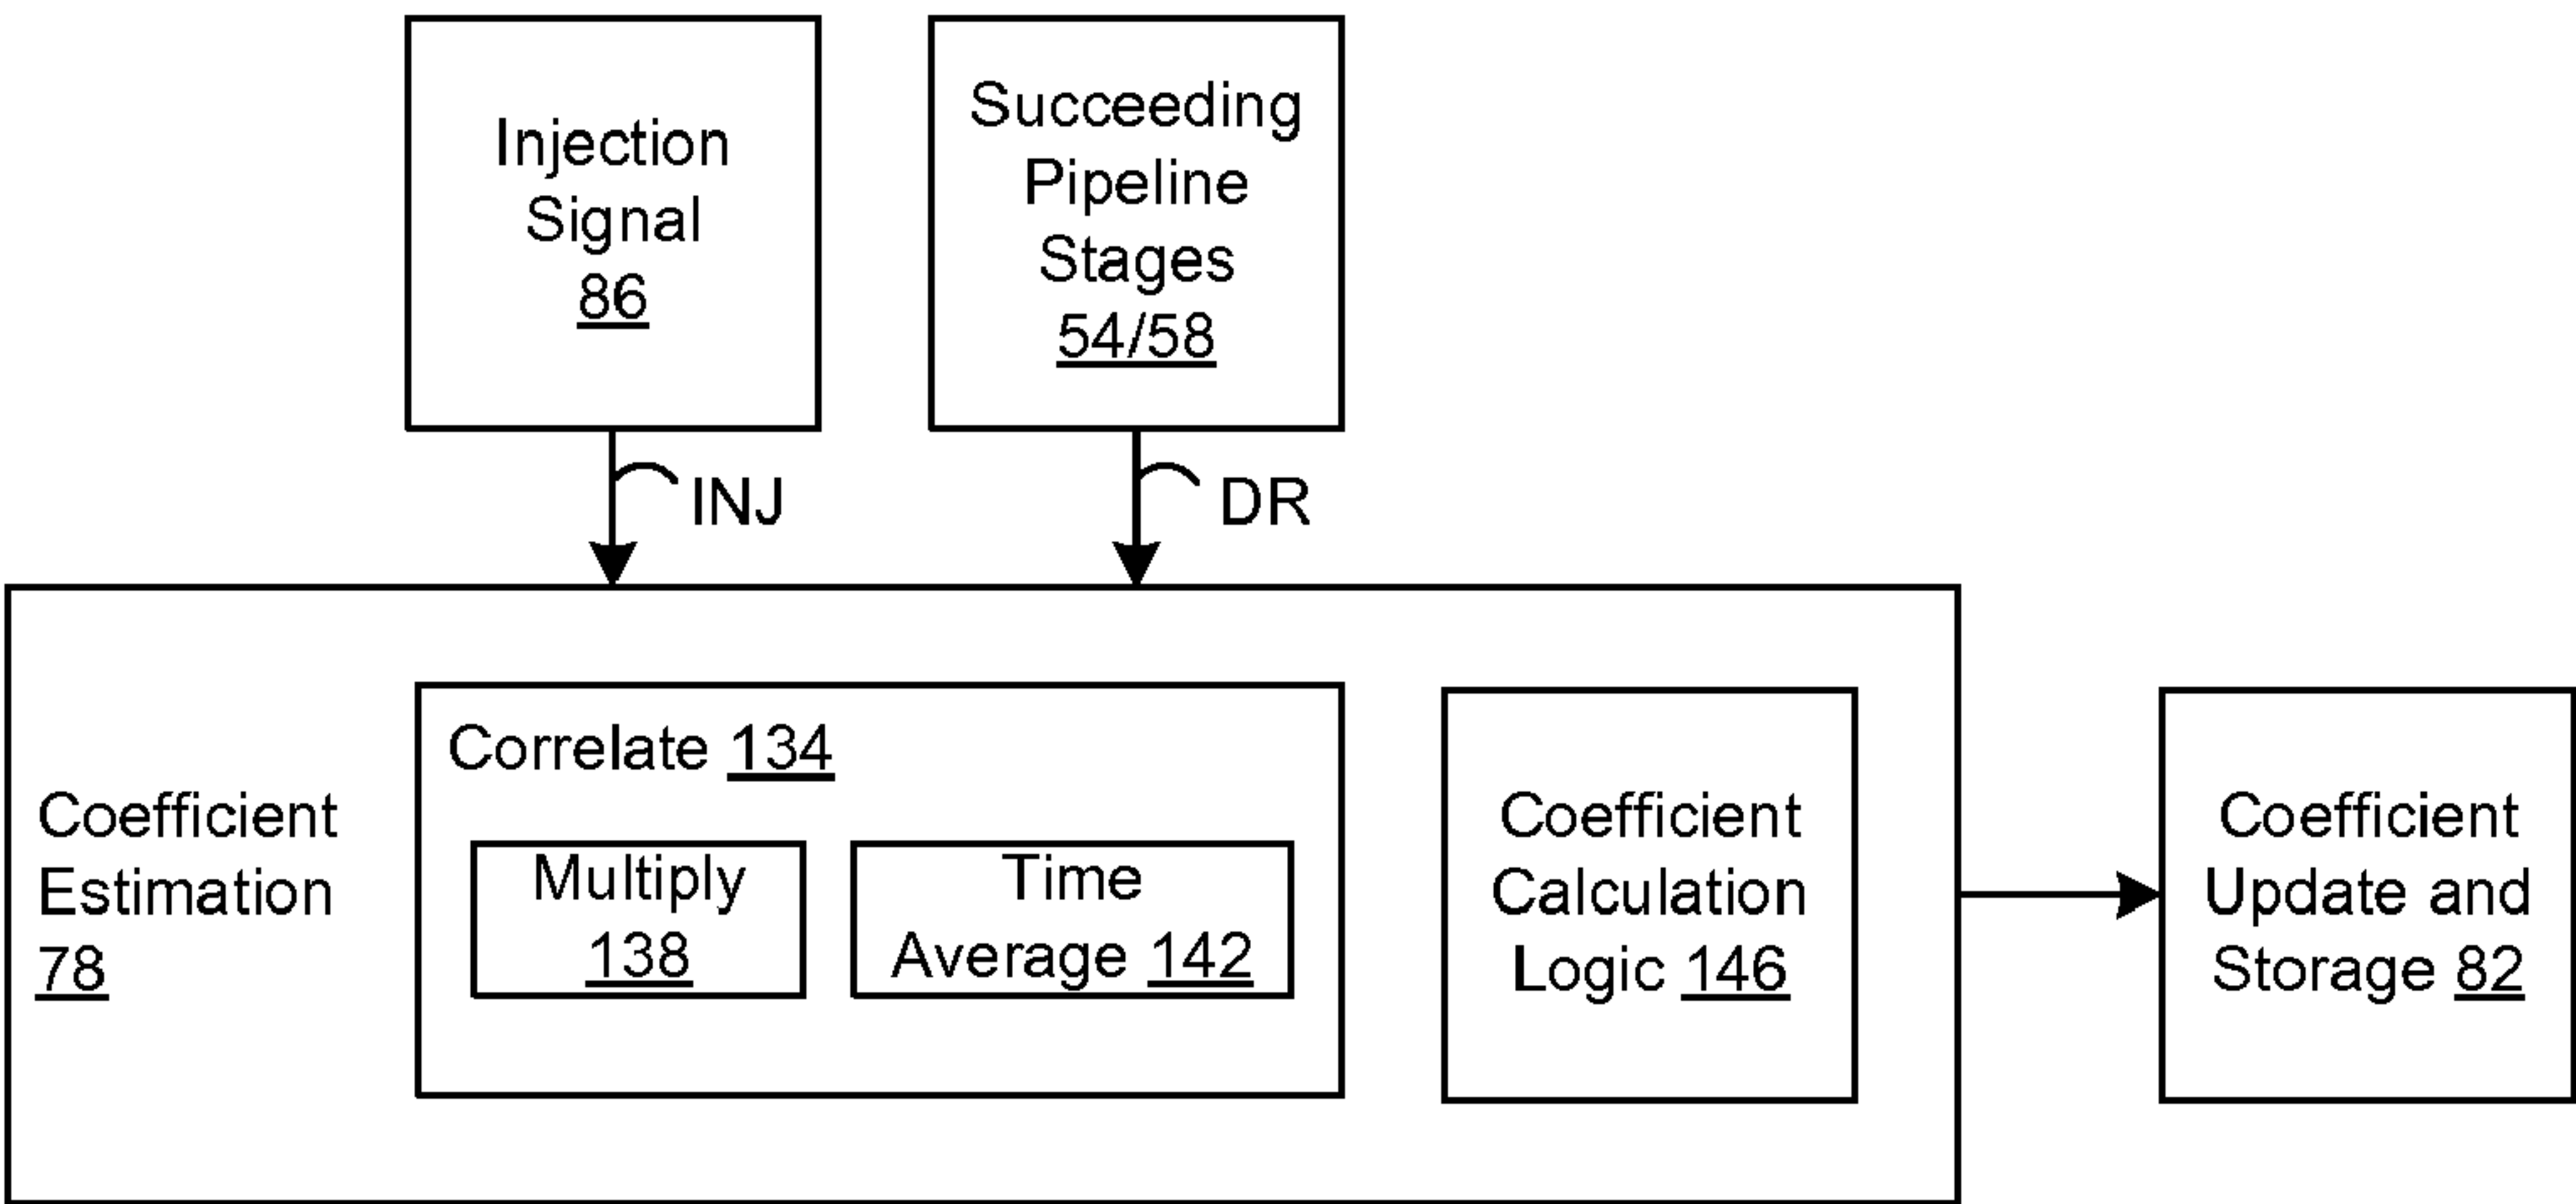 Injection
Signal
86
Succeeding
Pipeline
Stages
54/58
INJ
DR
Coefficient
Estimation
78
Correlate 134
Multiply
138
Time
Average 142
Coefficient
Calculation
Logic 146
Coefficient
Update and
Storage 82